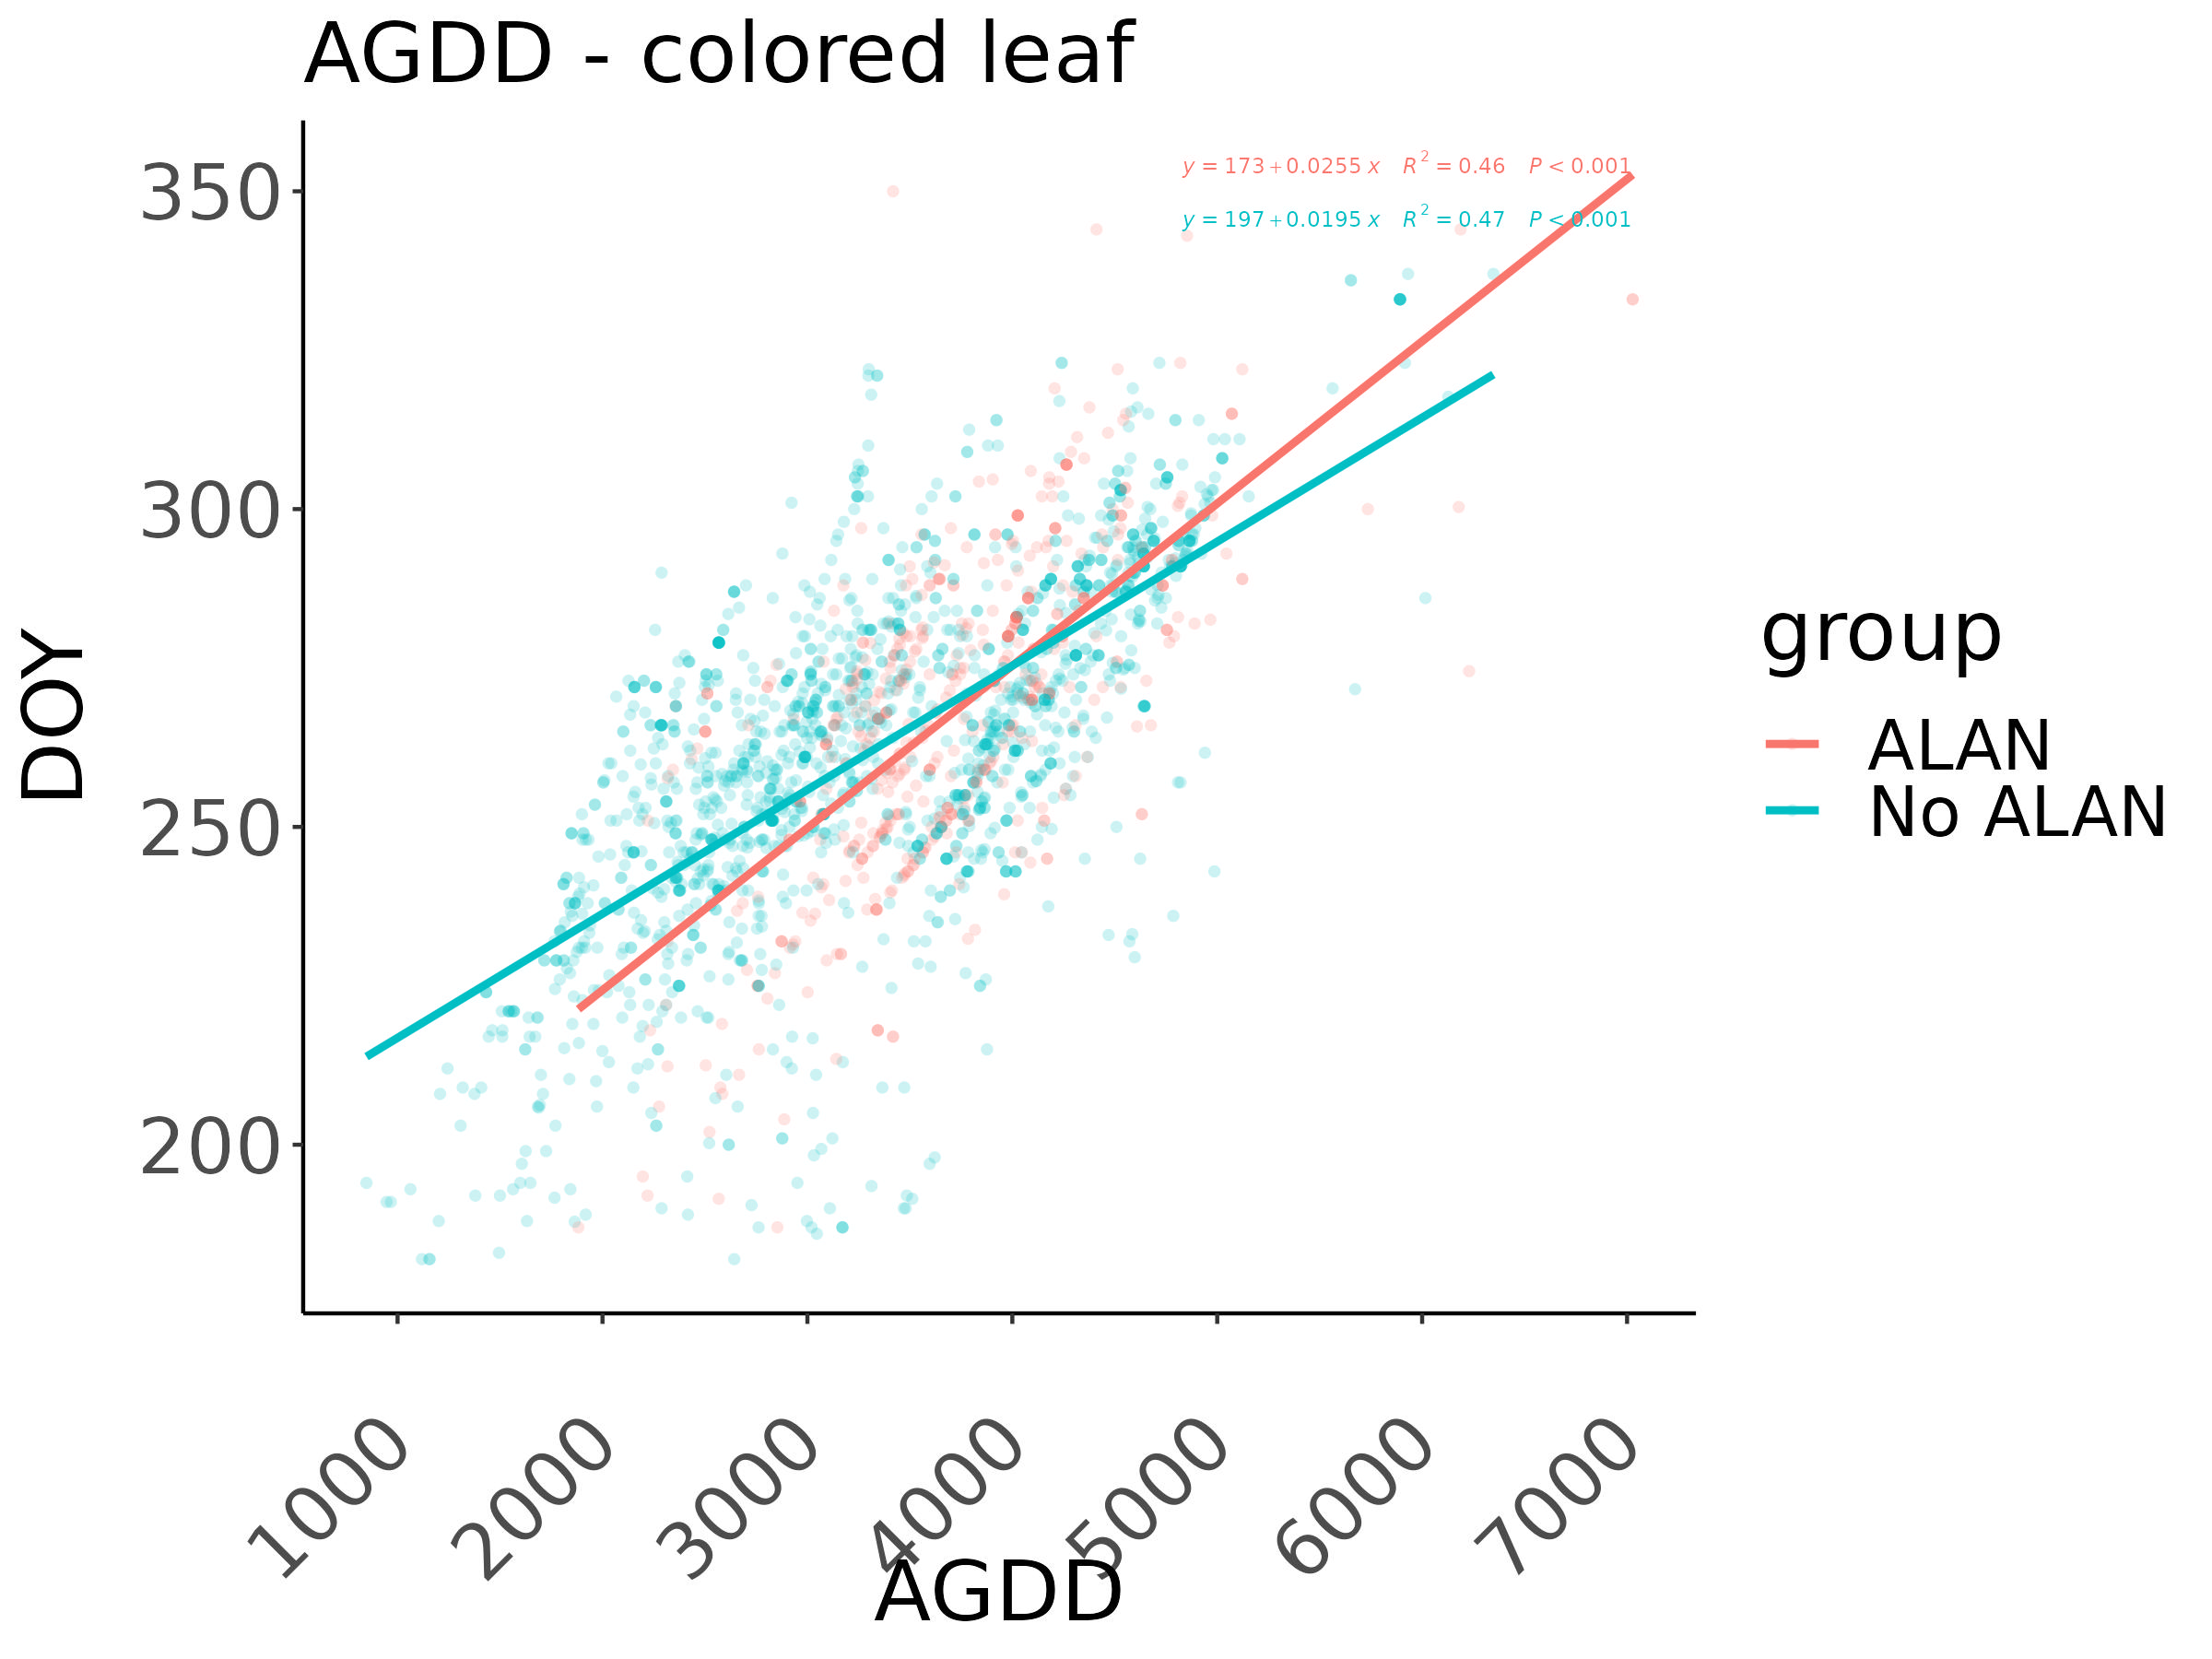 AGDD - colored leaf
y = 173+0.0255 x R2 = 0.46 P < 0.001
y = 197+0.0195 x R2 = 0.47 P < 0.001
350
300
250
200
DOY
1000
2000
3000
4000
5000
6000
7000
AGDD
group
ALAN
No ALAN